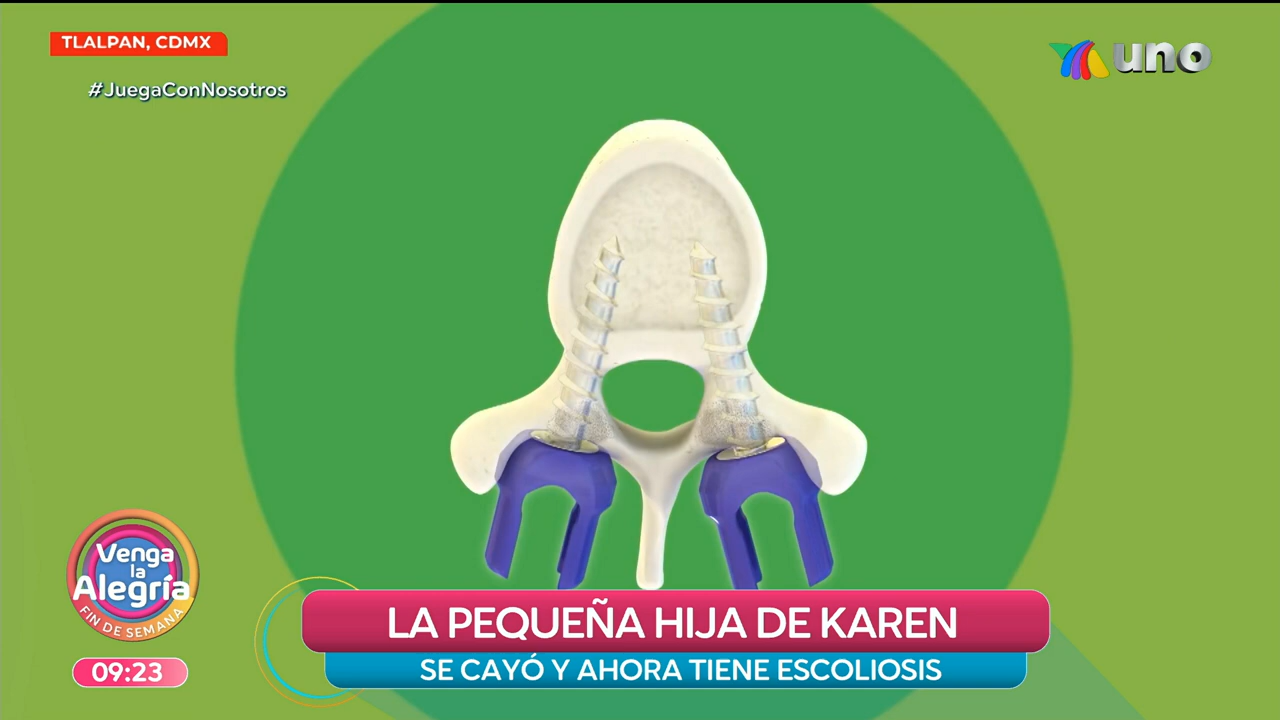 TLALPAN, CDMX
#JuegaConNosotros
uno
Venga
la
Alegría
FIN DE SEMANA
09:23
LA PEQUEÑA HIJA DE KAREN
SE CAYÓ Y AHORA TIENE ESCOLIOSIS